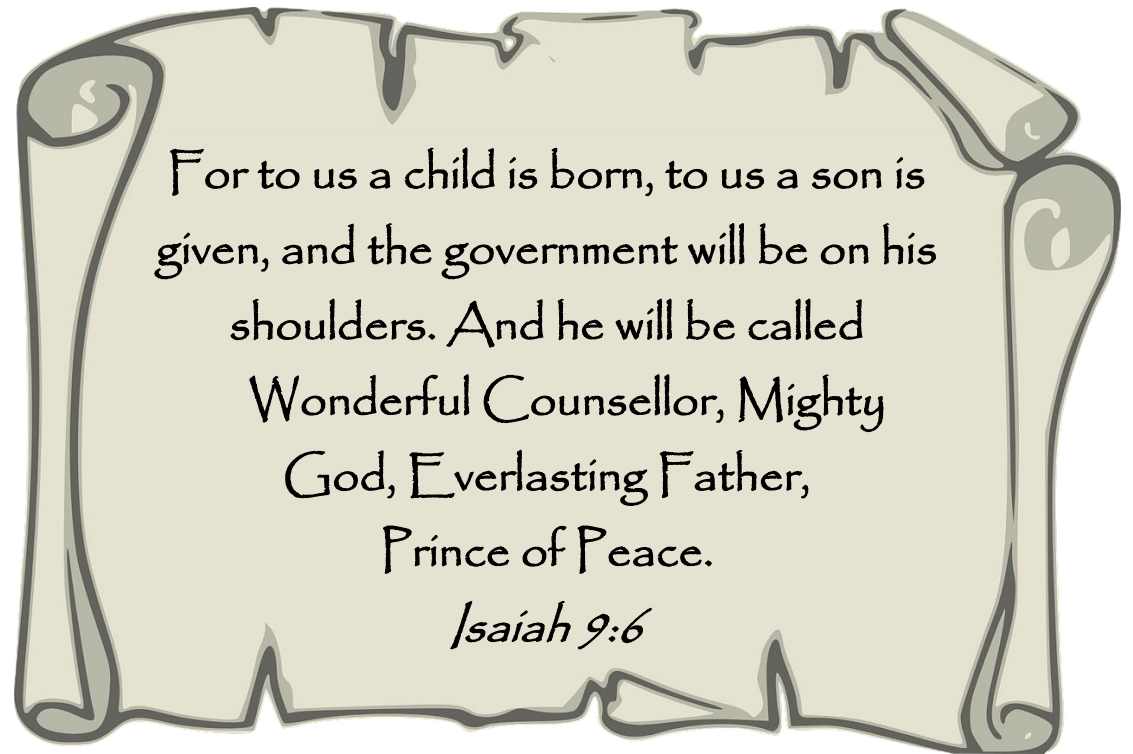 For to us a child is born, to us a son is
given, and the government will be on his
shoulders. And he will be called
Wonderful Counsellor, Mighty
God, Everlasting Father,
Prince of Peace.
Isaiah 9:6